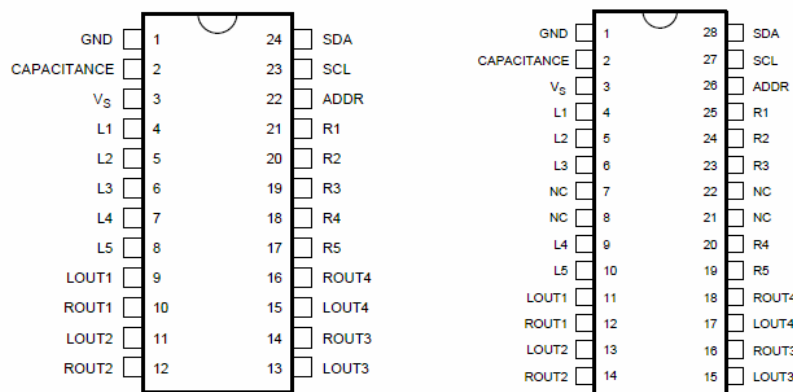 GND 1 24 SDA
CAPACITANCE 2 23 SCL
VS 3 22 ADDR
L1 4 21 R1
L2 5 20 R2
L3 6 19 R3
L4 7 18 R4
L5 8 17 R5
LOUT1 9 16 ROUT4
ROUT1 10 15 LOUT4
LOUT2 11 14 ROUT3
ROUT2 12 13 LOUT3
GND 1 28 SDA
CAPACITANCE 2 27 SCL
VS 3 26 ADDR
L1 4 25 R1
L2 5 24 R2
L3 6 23 R3
NC 7 22 NC
NC 8 21 NC
L4 9 20 R4
L5 10 19 R5
LOUT1 11 18 ROUT4
ROUT1 12 17 LOUT4
LOUT2 13 16 ROUT3
ROUT2 14 15 LOUT3